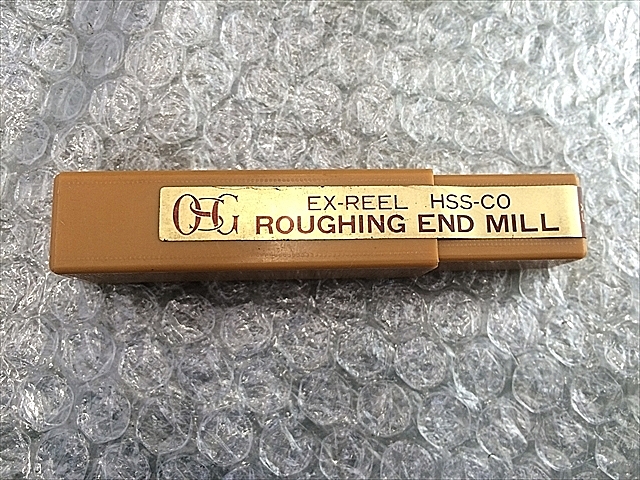 OSG
EX-REEL HSS-CO
ROUGHING END MILL